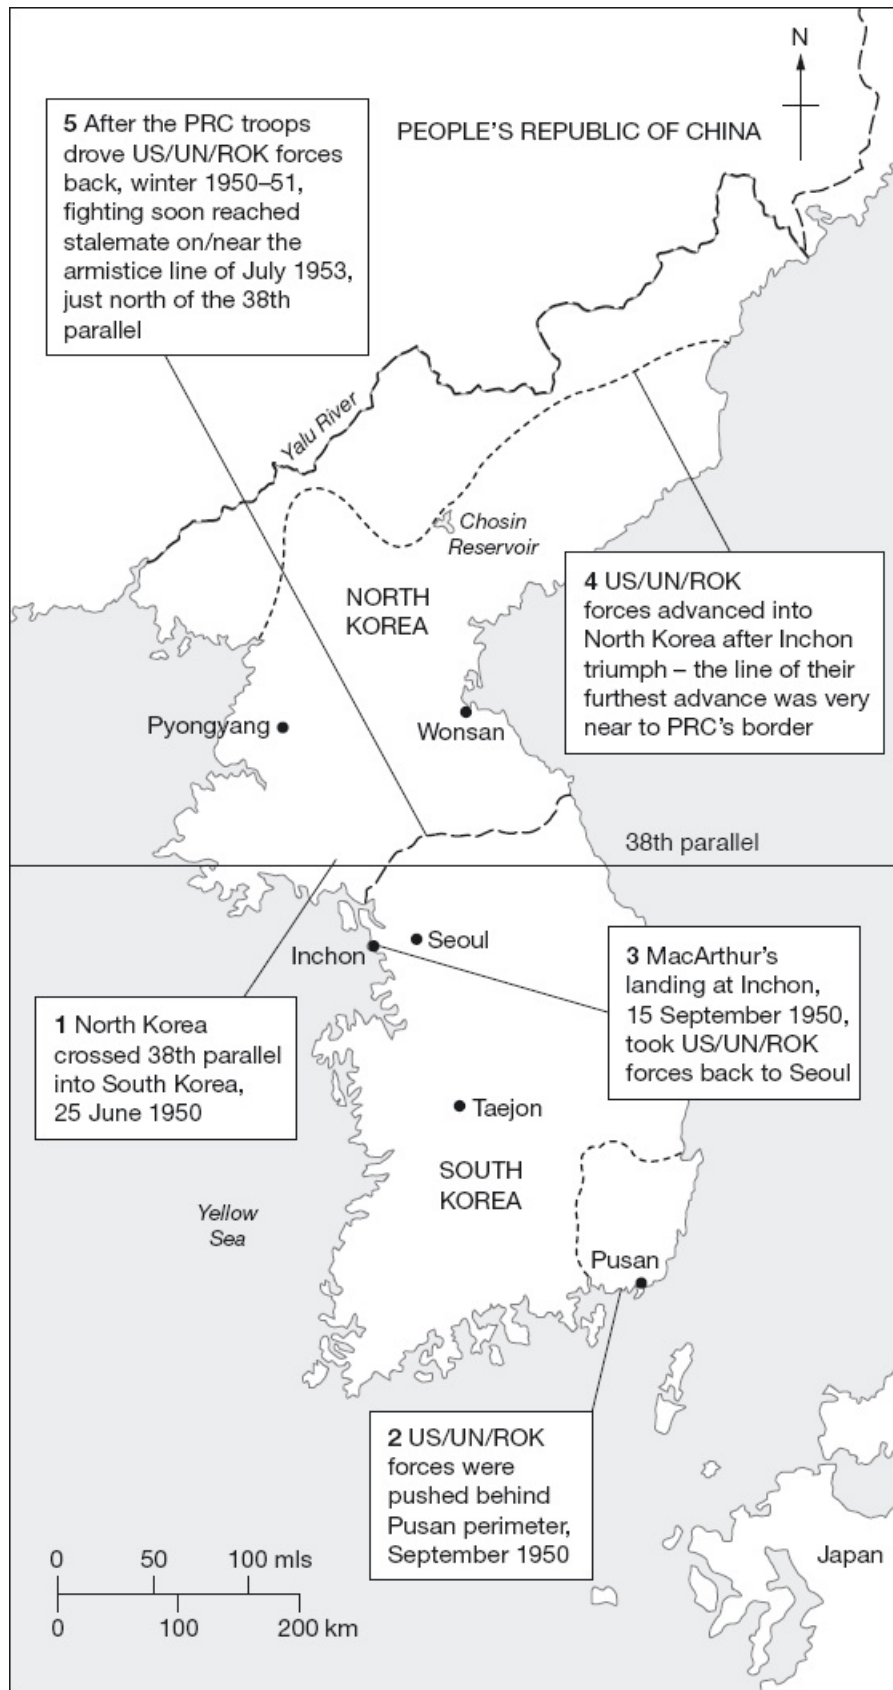 N
PEOPLE'S REPUBLIC OF CHINA
5 After the PRC troops
drove US/UN/ROK forces
back, winter 1950–51,
fighting soon reached
stalemate on/near the
armistice line of July 1953,
just north of the 38th
parallel
Yalu River
Chosin
Reservoir
NORTH
KOREA
4 US/UN/ROK
forces advanced into
North Korea after Inchon
triumph – the line of their
furthest advance was very
near to PRC's border
Pyongyang
Wonsan
38th parallel
Seoul
Inchon
3 MacArthur's
landing at Inchon,
15 September 1950,
took US/UN/ROK
forces back to Seoul
1 North Korea
crossed 38th parallel
into South Korea,
25 June 1950
Taejon
SOUTH
KOREA
Yellow
Sea
Pusan
2 US/UN/ROK
forces were
pushed behind
Pusan perimeter,
September 1950
Japan
0 50 100 mls
0 100 200 km